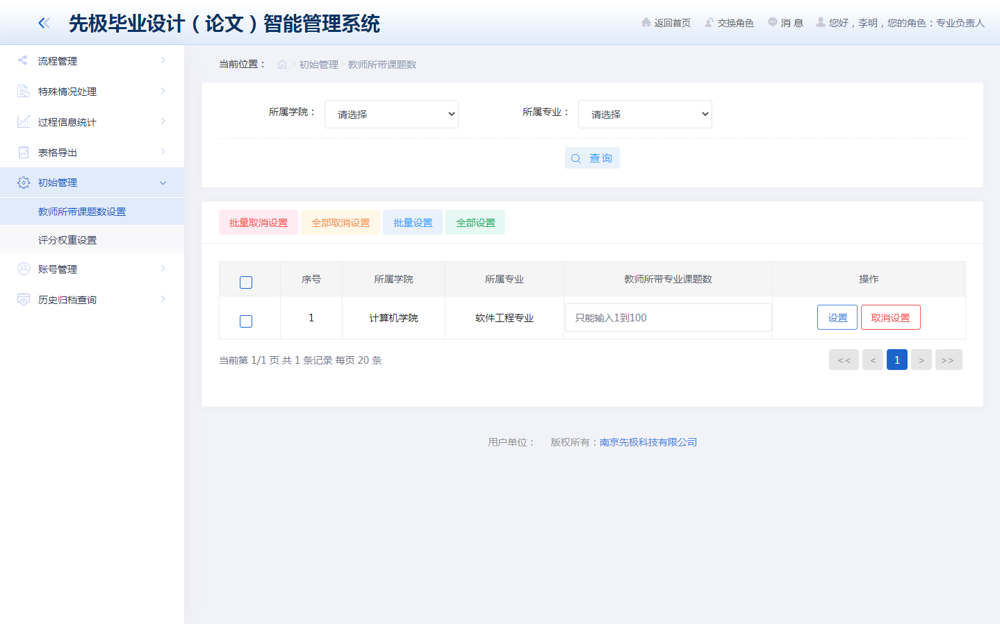 先极毕业设计（论文）智能管理系统
返回首页 交换角色 消 息 您好，李明，您的角色：专业负责人
流程管理
特殊情况处理
过程信息统计
表格导出
初始管理
教师所带课题数设置
评分权重设置
账号管理
历史归档查询
当前位置： 初始管理 教师所带课题数
所属学院： 请选择 所属专业： 请选择
查询
批量取消设置 全部取消设置 批量设置 全部设置
序号 所属学院 所属专业 教师所带专业课题数 操作
1 计算机学院 软件工程专业 只能输入1到100 设置 取消设置
当前第 1/1 页 共 1 条记录 每页 20 条 << < 1 > >>
用户单位： 版权所有：南京先极科技有限公司